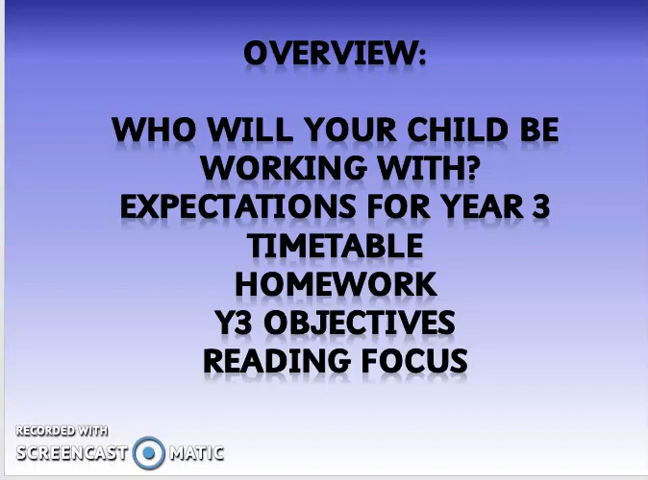 OVERVIEW:
WHO WILL YOUR CHILD BE
WORKING WITH?
EXPECTATIONS FOR YEAR 3
TIMETABLE
HOMEWORK
Y3 OBJECTIVES
READING FOCUS
RECORDED WITH
SCREENCAST MATIC